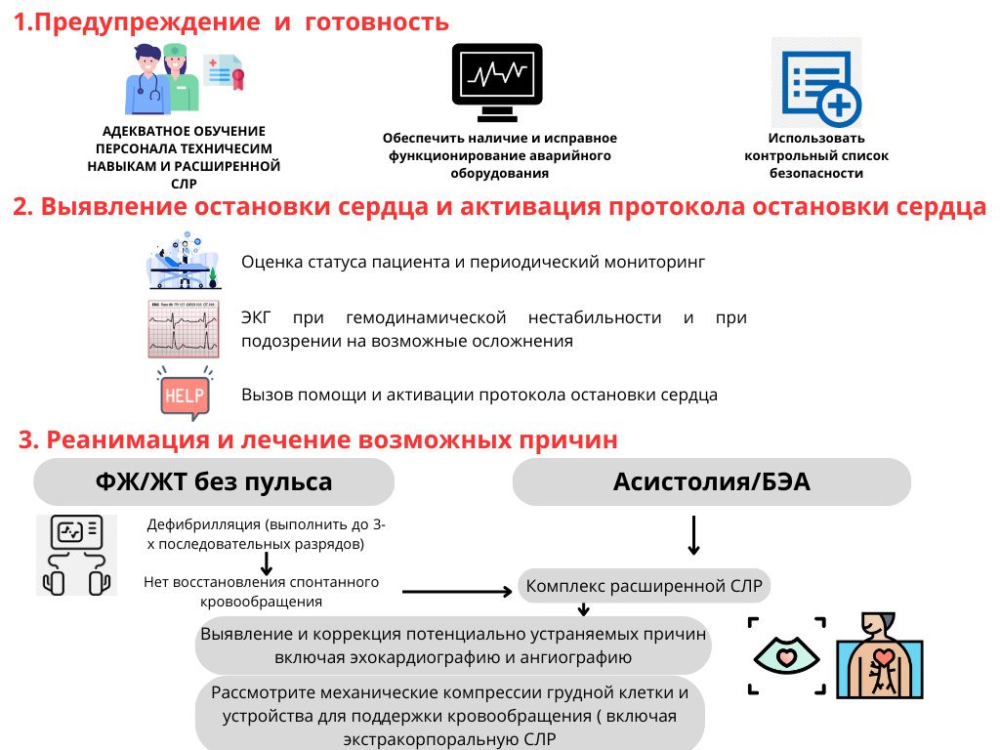 1.Предупреждение и готовность
АДЕКВАТНОЕ ОБУЧЕНИЕ
ПЕРСОНАЛА ТЕХНИЧЕСИМ
НАВЫКАМ И РАСШИРЕННОЙ
СЛР
Обеспечить наличие и исправное
функционирование аварийного
оборудования
Использовать
контрольный список
безопасности
2. Выявление остановки сердца и активация протокола остановки сердца
Оценка статуса пациента и периодический мониторинг
ЭКГ при гемодинамической нестабильности и при
подозрении на возможные осложнения
HELP
Вызов помощи и активации протокола остановки сердца
3. Реанимация и лечение возможных причин
ФЖ/ЖТ без пульса
Асистолия/БЭА
Дефибрилляция (выполнить до 3-
х последовательных разрядов)
Нет восстановления спонтанного
кровообращения
Комплекс расширенной СЛР
Выявление и коррекция потенциально устраняемых причин
включая эхокардиографию и ангиографию
Рассмотрите механические компрессии грудной клетки и
устройства для поддержки кровообращения ( включая
экстракорпоральную СЛР